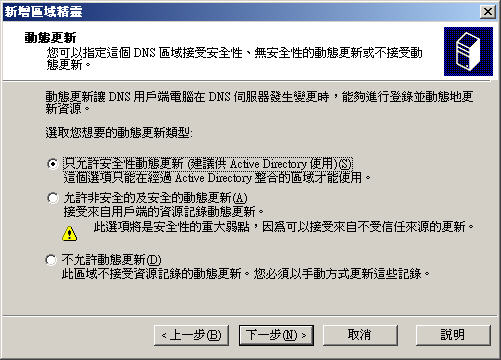 新增區域精靈
動態更新
您可以指定這個 DNS 區域接受安全性、無安全性的動態更新或不接受動
態更新。
動態更新讓 DNS 用戶端電腦在 DNS 伺服器發生變更時，能夠進行登錄並動態地更
新資源。
選取您想要的動態更新類型:
只允許安全性動態更新 (建議供 Active Directory 使用)(S)
這個選項只能在經過 Active Directory 整合的區域才能使用。
允許非安全的及安全的動態更新(A)
接受來自用戶端的資源記錄動態更新。
此選項將是安全性的重大弱點，因為可以接受來自不受信任來源的更新。
不允許動態更新(D)
此區域不接受資源記錄的動態更新。您必須以手動方式更新這些記錄。
< 上一步(B) 下一步(N) > 取消 說明